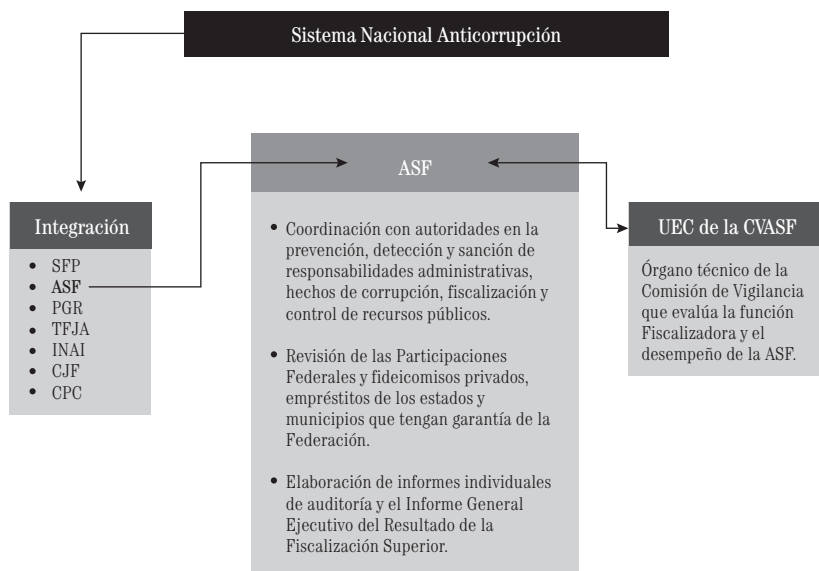 Sistema Nacional Anticorrupción
Integración
• SFP
• ASF
• PGR
• TFJA
• INAI
• CJF
• CPC
ASF
• Coordinación con autoridades en la
prevención, detección y sanción de
responsabilidades administrativas,
hechos de corrupción, fiscalización y
control de recursos públicos.
• Revisión de las Participaciones
Federales y fideicomisos privados,
empréstitos de los estados y
municipios que tengan garantía de la
Federación.
• Elaboración de informes individuales
de auditoría y el Informe General
Ejecutivo del Resultado de la
Fiscalización Superior.
UEC de la CVASF
Órgano técnico de la
Comisión de Vigilancia
que evalúa la función
Fiscalizadora y el
desempeño de la ASF.